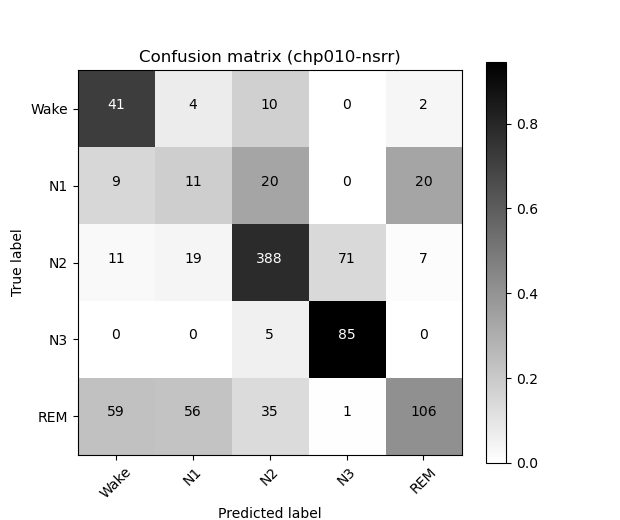 Confusion matrix (chp010-nsrr)
True label
Wake 41 4 10 0 2
N1 9 11 20 0 20
N2 11 19 388 71 7
N3 0 0 5 85 0
REM 59 56 35 1 106
Wake N1 N2 N3 REM
Predicted label
0.8
0.6
0.4
0.2
0.0